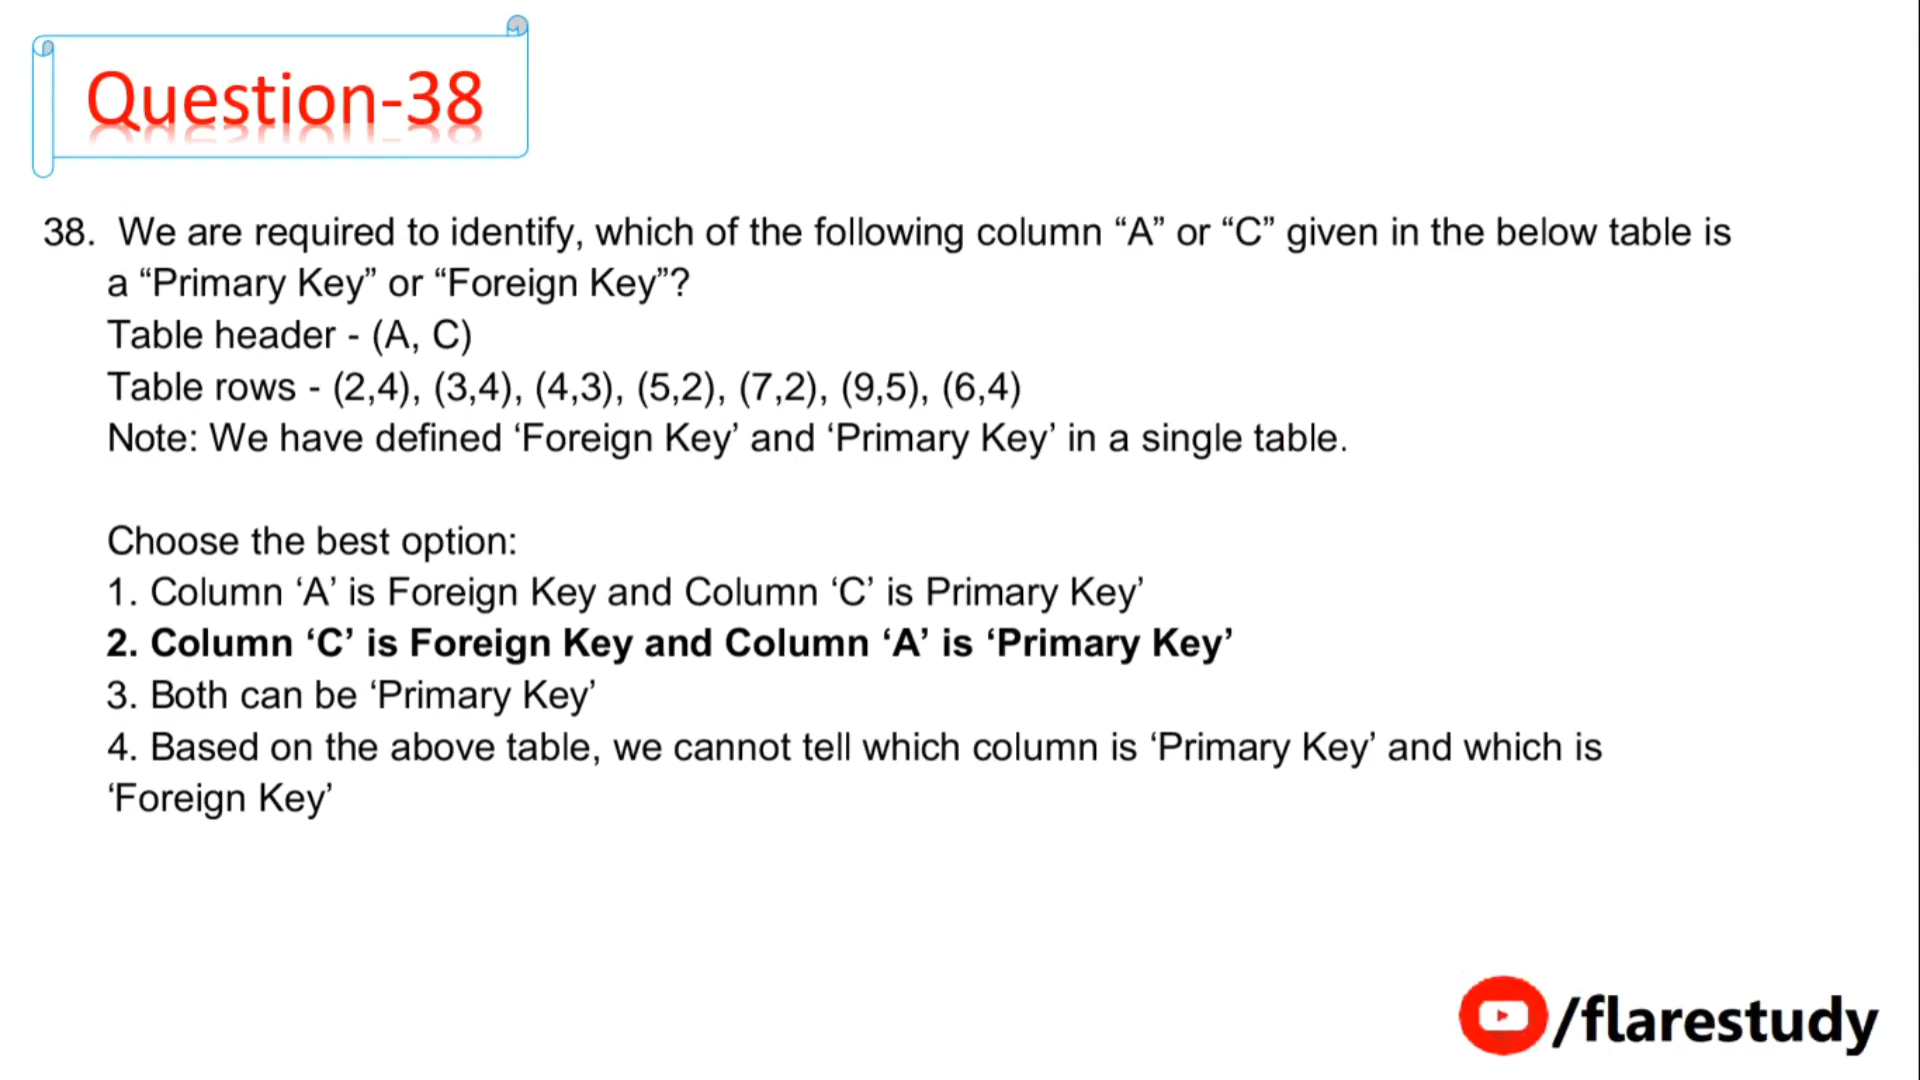 Question-38
38. We are required to identify, which of the following column “A” or “C” given in the below table is
a “Primary Key” or “Foreign Key”?
Table header - (A, C)
Table rows - (2,4), (3,4), (4,3), (5,2), (7,2), (9,5), (6,4)
Note: We have defined ‘Foreign Key’ and ‘Primary Key’ in a single table.
Choose the best option:
1. Column ‘A’ is Foreign Key and Column ‘C’ is Primary Key’
2. Column ‘C’ is Foreign Key and Column ‘A’ is ‘Primary Key’
3. Both can be ‘Primary Key’
4. Based on the above table, we cannot tell which column is ‘Primary Key’ and which is
‘Foreign Key’
/flarestudy